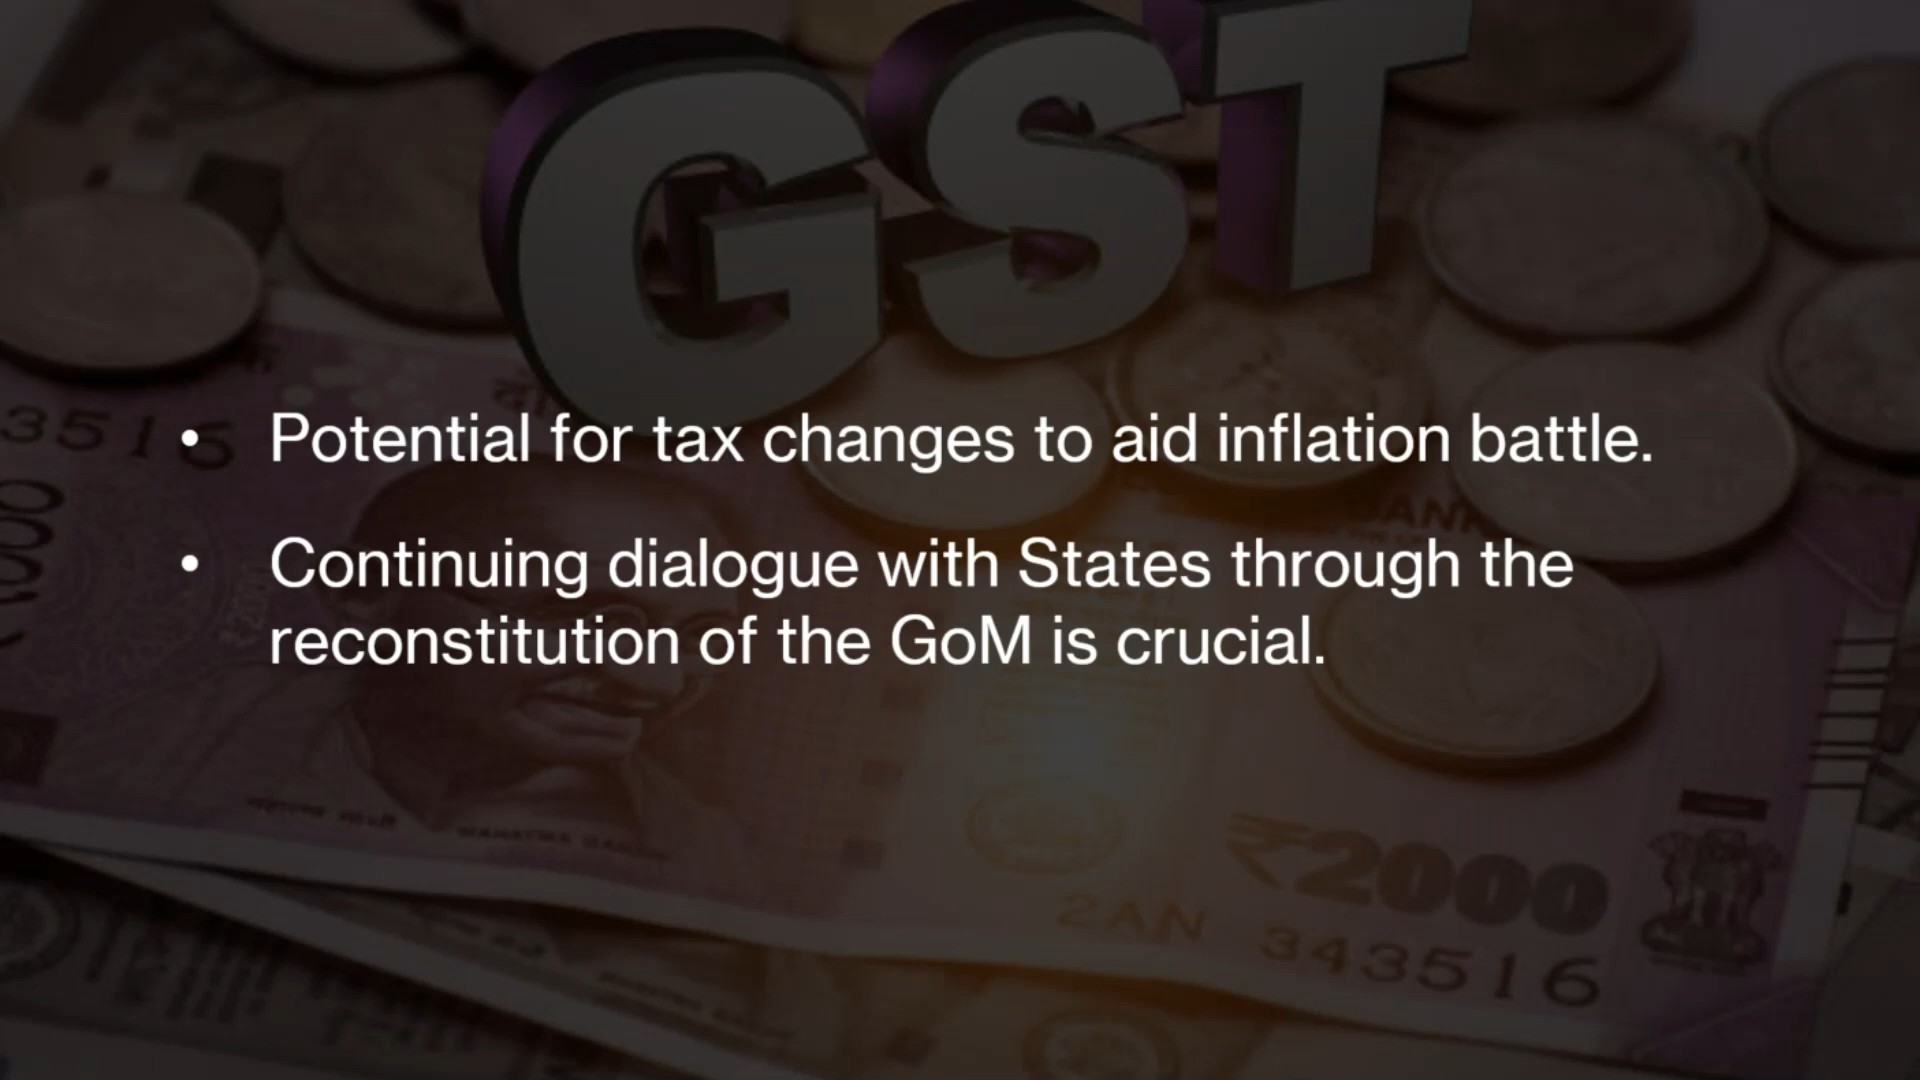 GST
• Potential for tax changes to aid inflation battle.
3516
• Continuing dialogue with States through the
reconstitution of the GoM is crucial.
₹2000
2AN 343516